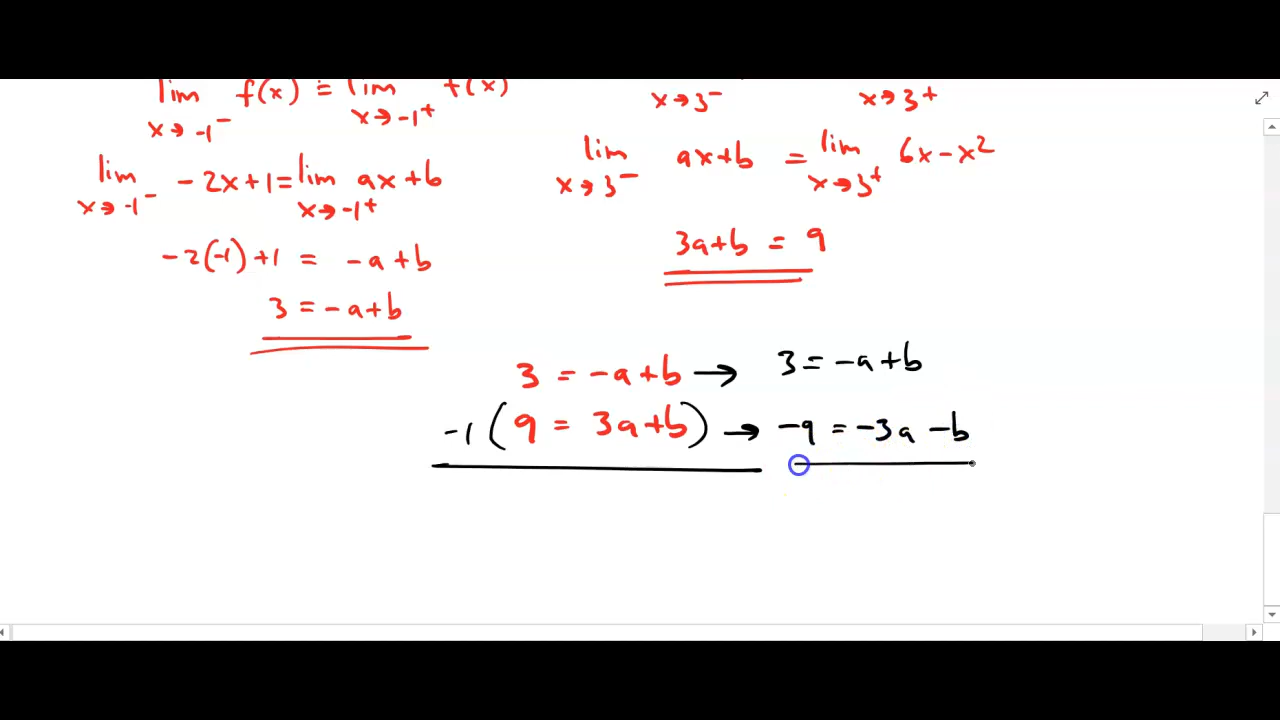 lim f(x) = lim f(x)
x→-1⁻ x→-1⁺
lim -2x+1 = lim ax+b
x→-1⁻ x→-1⁺
-2(-1)+1 = -a+b
3 = -a+b
x→3⁻ x→3⁺
lim ax+b = lim 6x-x²
x→3⁻ x→3⁺
3a+b = 9
3 = -a+b → 3 = -a+b
-1(9 = 3a+b) → -9 = -3a-b